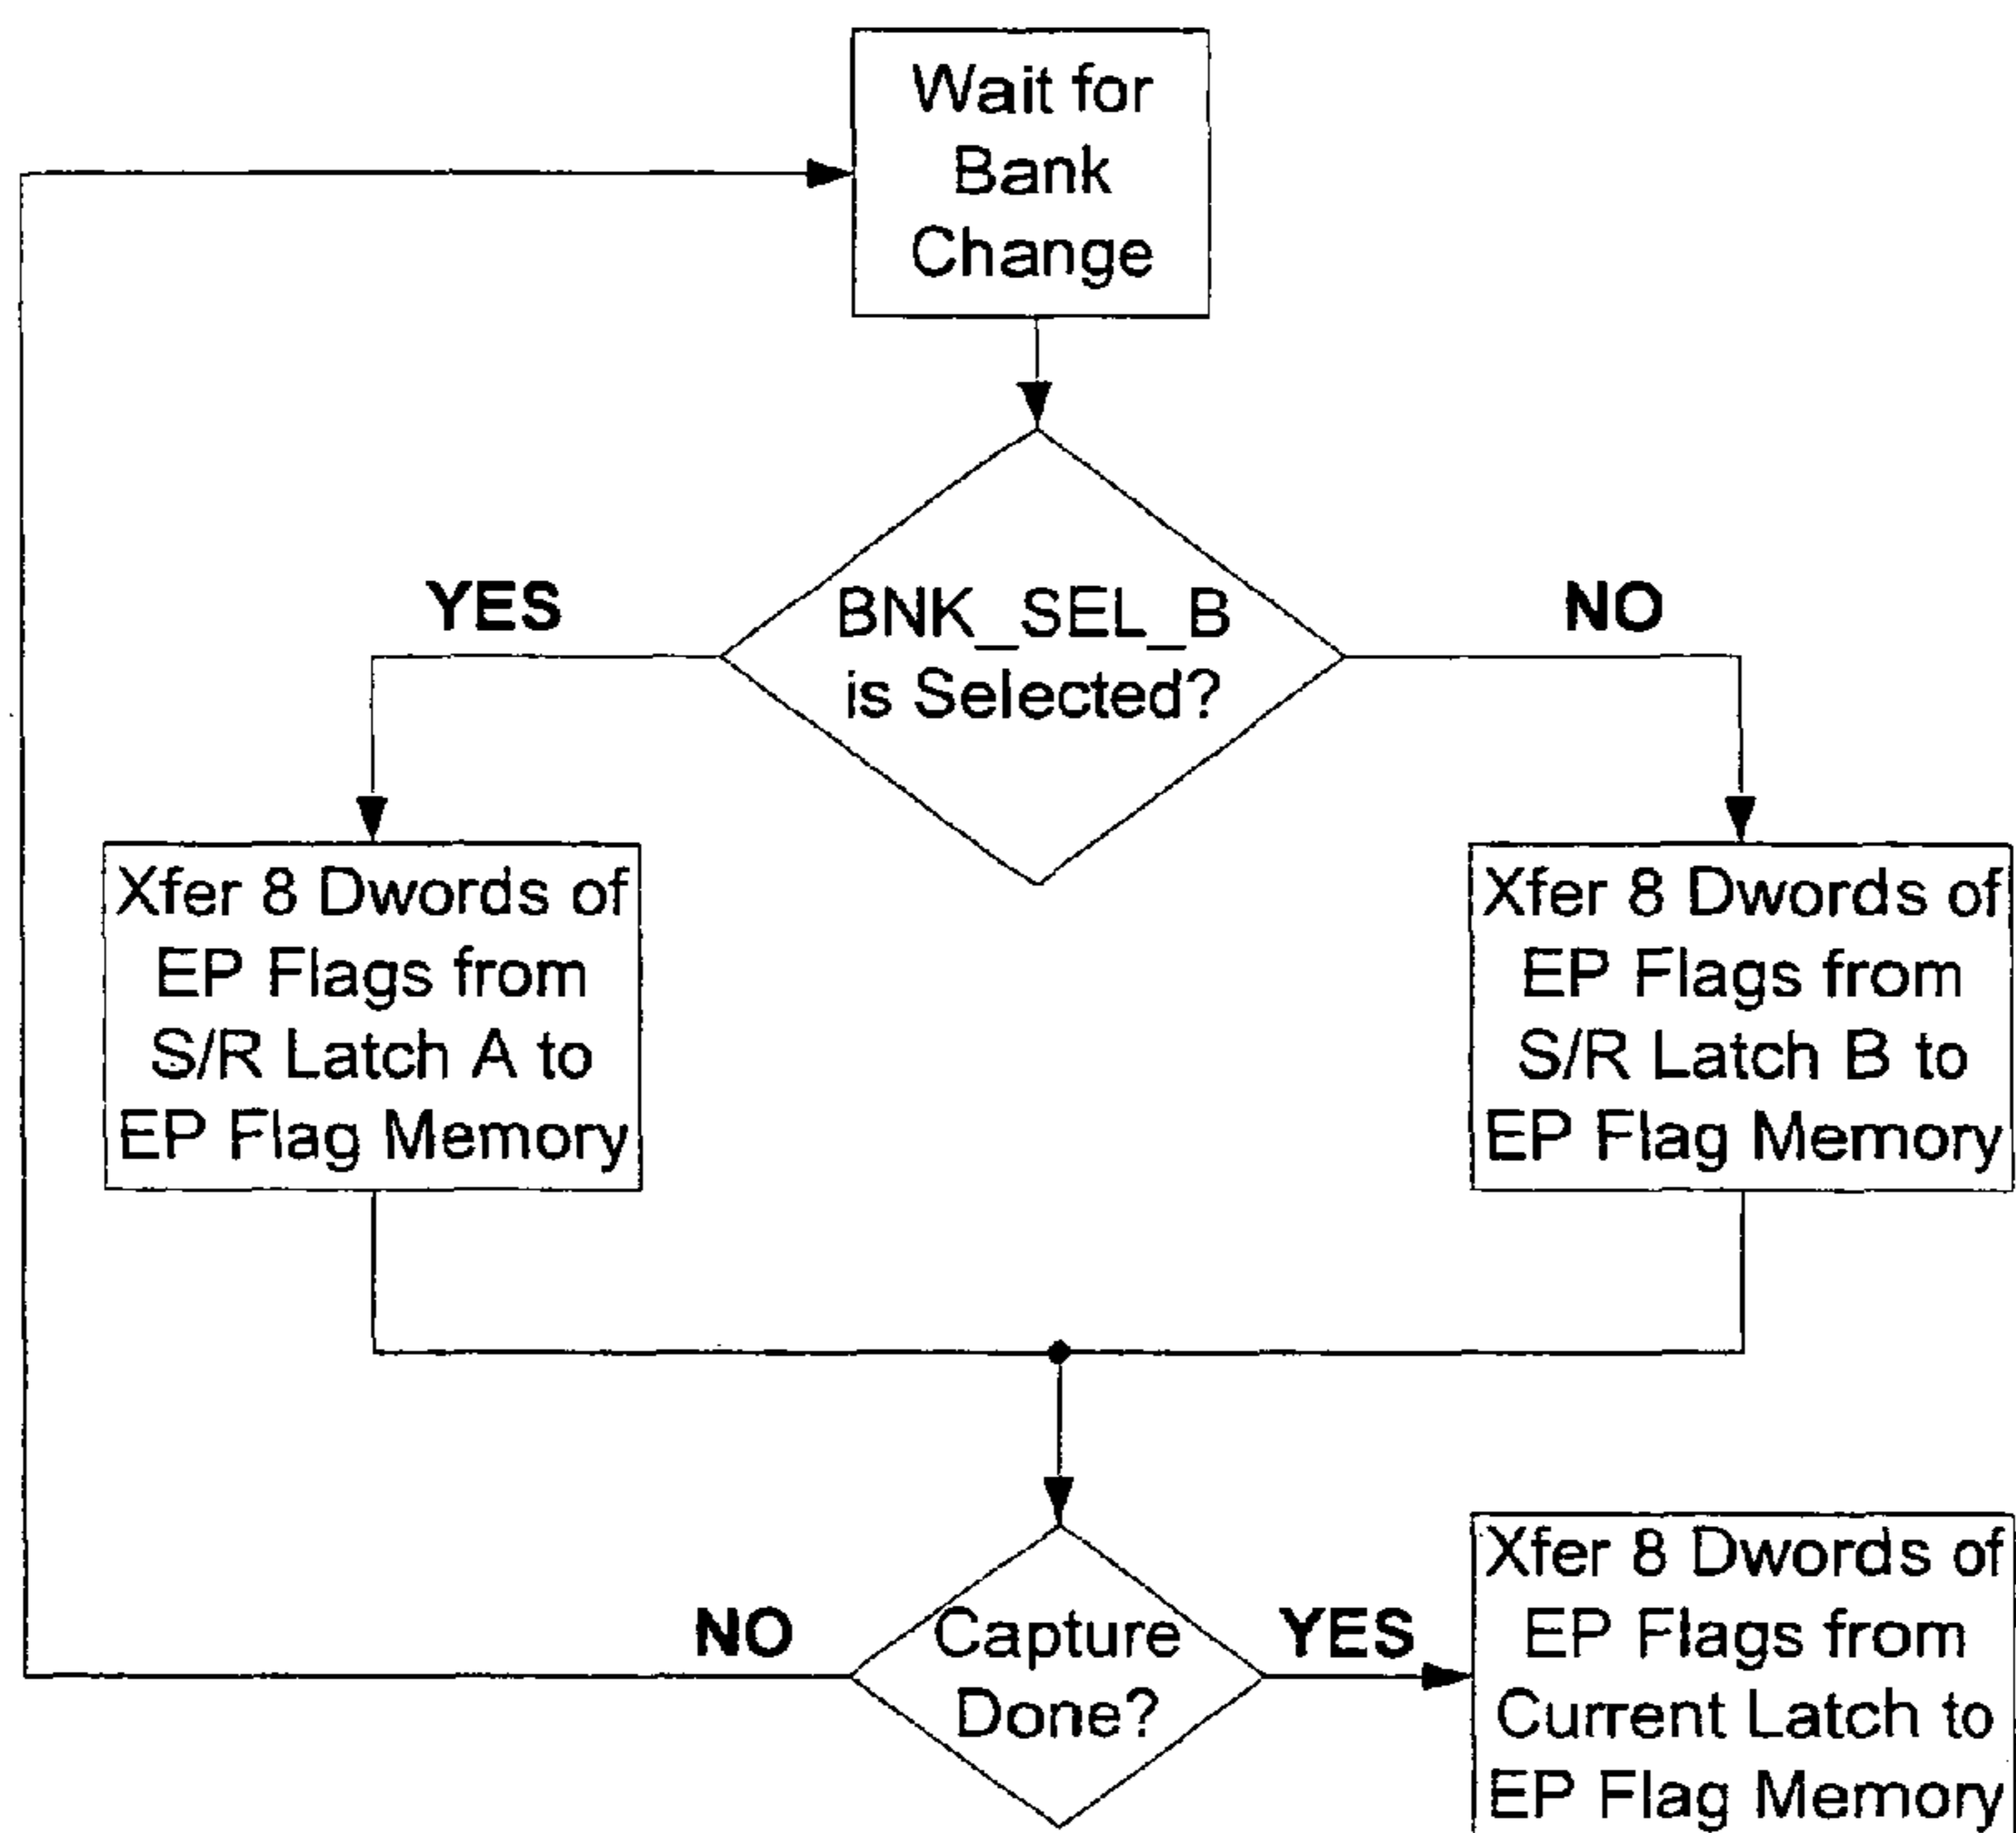 Wait for
Bank
Change
YES
BNK_SEL_B
is Selected?
NO
Xfer 8 Dwords of
EP Flags from
S/R Latch A to
EP Flag Memory
Xfer 8 Dwords of
EP Flags from
S/R Latch B to
EP Flag Memory
NO
Capture
Done?
YES
Xfer 8 Dwords of
EP Flags from
Current Latch to
EP Flag Memory